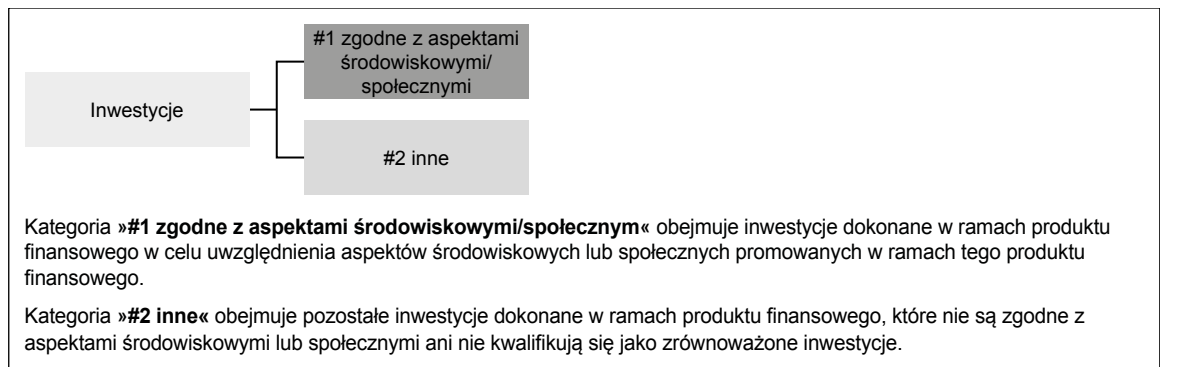 #1 zgodne z aspektami
środowiskowymi/
społecznymi
Inwestycje
#2 inne
Kategoria »#1 zgodne z aspektami środowiskowymi/społecznym« obejmuje inwestycje dokonane w ramach produktu
finansowego w celu uwzględnienia aspektów środowiskowych lub społecznych promowanych w ramach tego produktu
finansowego.
Kategoria »#2 inne« obejmuje pozostałe inwestycje dokonane w ramach produktu finansowego, które nie są zgodne z
aspektami środowiskowymi lub społecznymi ani nie kwalifikują się jako zrównoważone inwestycje.